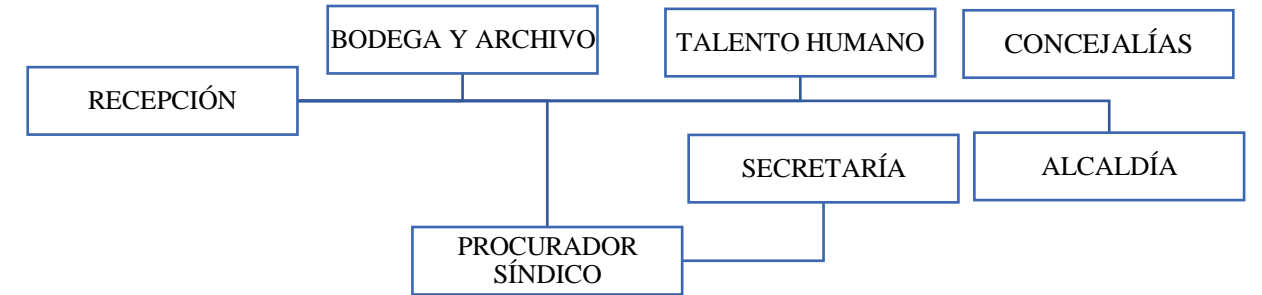 BODEGA Y ARCHIVO
TALENTO HUMANO
CONCEJALÍAS
RECEPCIÓN
SECRETARÍA
ALCALDÍA
PROCURADOR
SÍNDICO